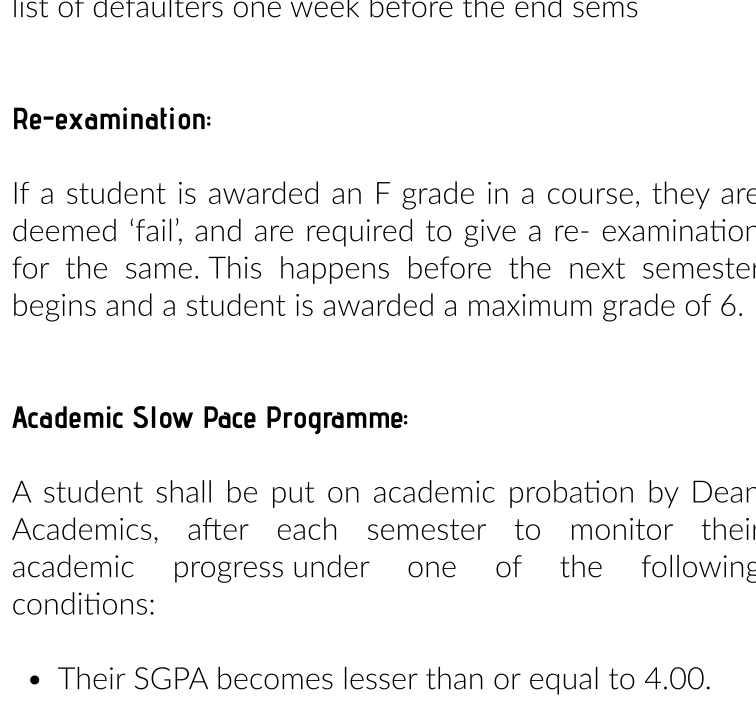 list of defaulters one week before the end sems
Re-examination:
If a student is awarded an F grade in a course, they are
deemed ‘fail’, and are required to give a re- examination
for the same. This happens before the next semester
begins and a student is awarded a maximum grade of 6.
Academic Slow Pace Programme:
A student shall be put on academic probation by Dean
Academics, after each semester to monitor their
academic progress under one of the following
conditions:
• Their SGPA becomes lesser than or equal to 4.00.